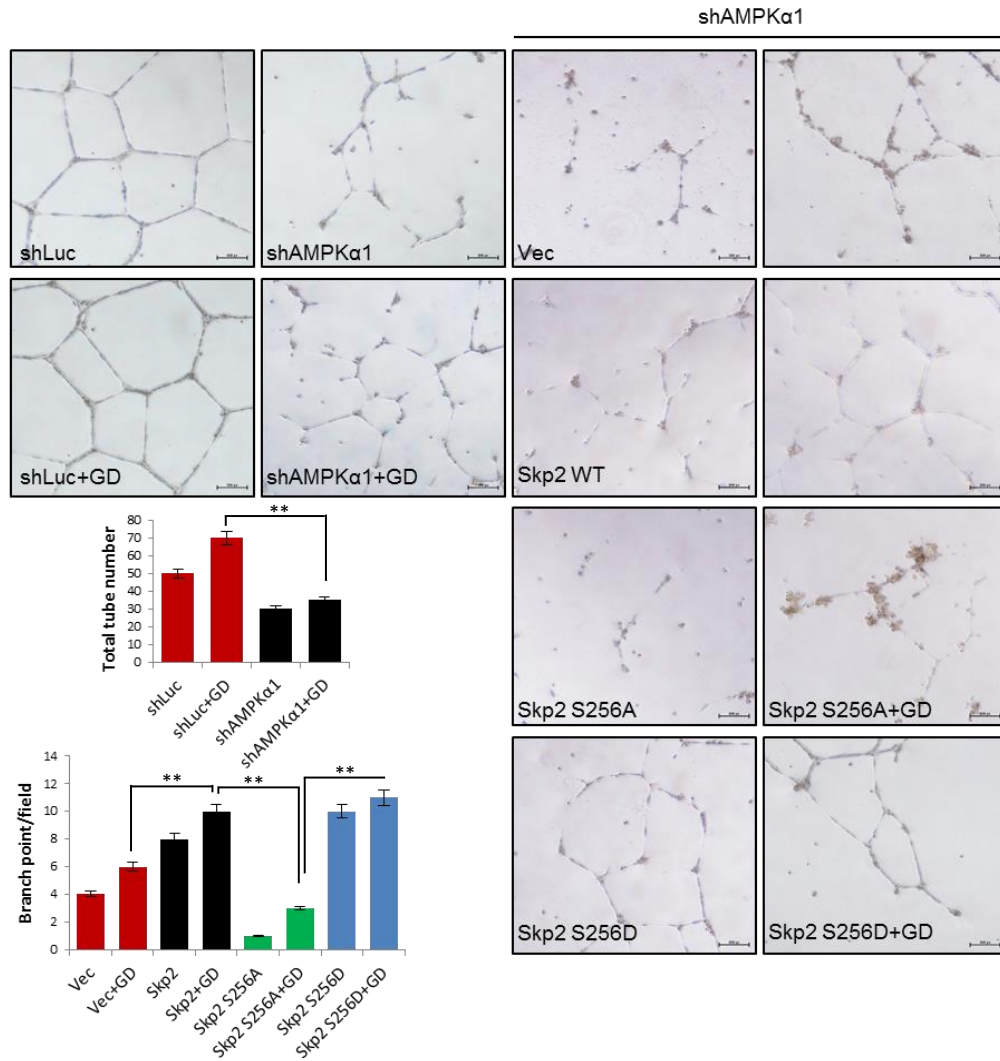 shAMPKα1
shLuc
shAMPKα1
Vec
shLuc+GD
shAMPKα1+GD
Skp2 WT
Total tube number
80
70
60
50
40
30
20
10
0
**
shLuc
shLuc+GD
shAMPKα1
shAMPKα1+GD
Skp2 S256A
Skp2 S256A+GD
Branch point/field
14
12
10
8
6
4
2
0
**
**
**
Vec
Vec+GD
Skp2
Skp2+GD
Skp2 S256A
Skp2 S256A+GD
Skp2 S256D
Skp2 S256D+GD
Skp2 S256D
Skp2 S256D+GD